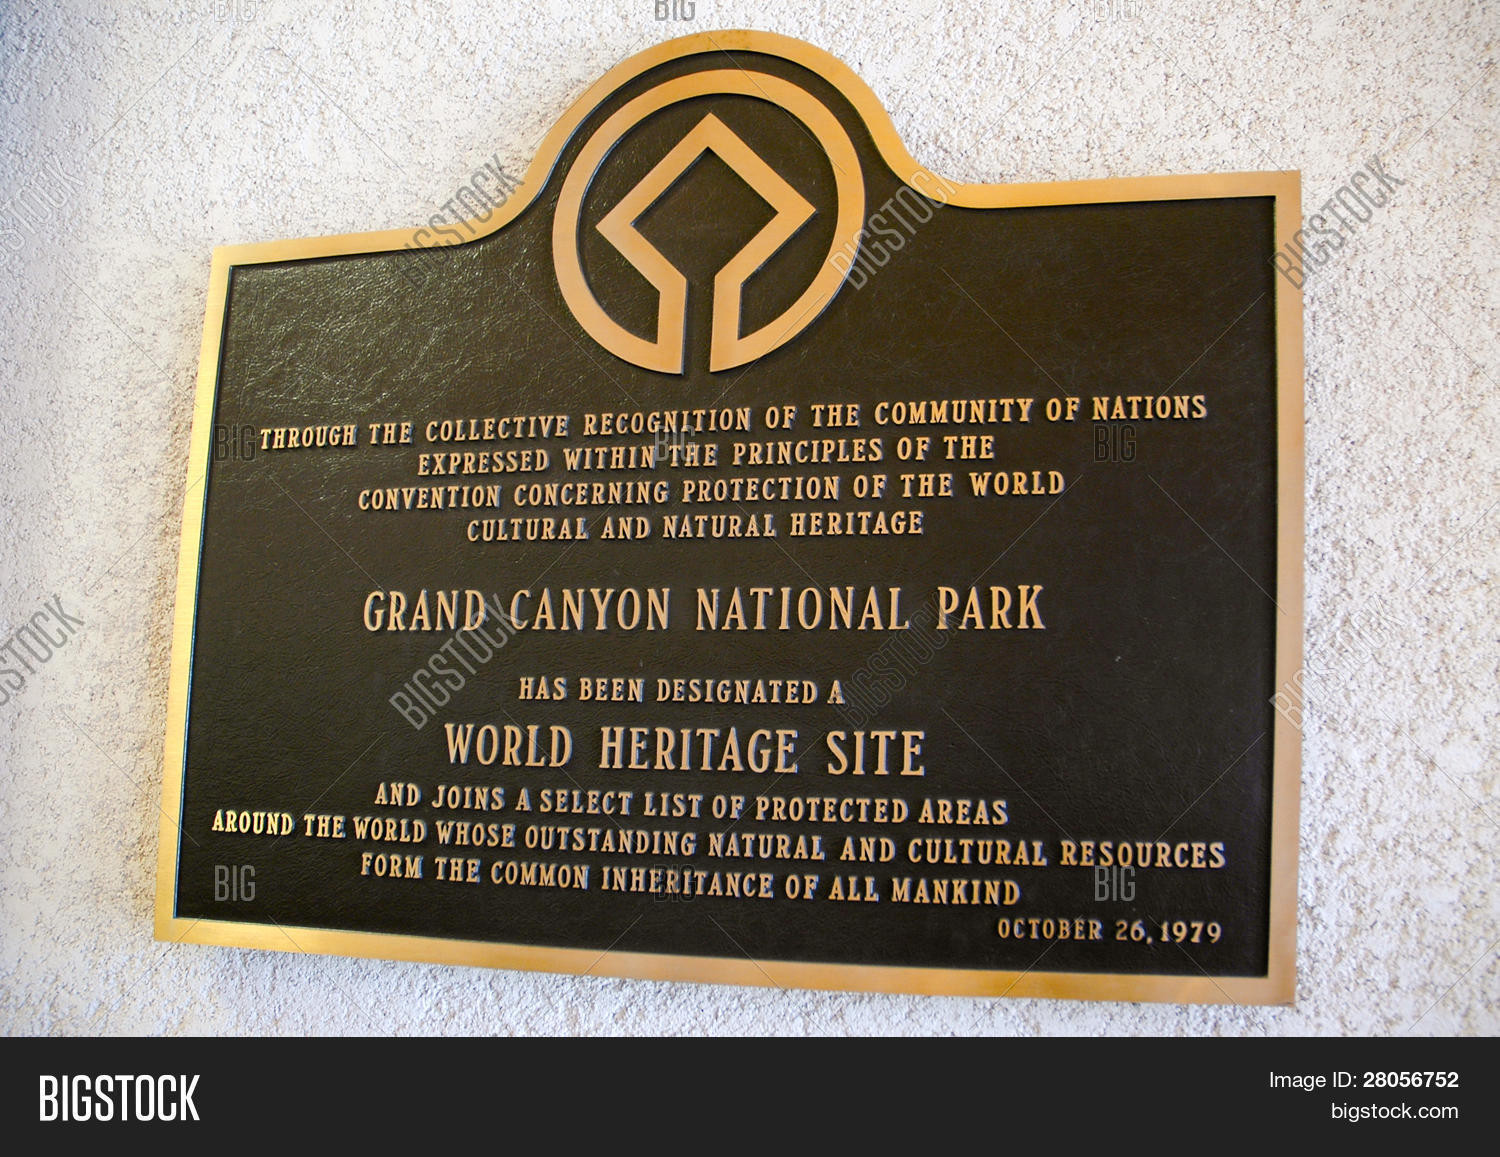 THROUGH THE COLLECTIVE RECOGNITION OF THE COMMUNITY OF NATIONS
EXPRESSED WITHIN THE PRINCIPLES OF THE
CONVENTION CONCERNING PROTECTION OF THE WORLD
CULTURAL AND NATURAL HERITAGE
GRAND CANYON NATIONAL PARK
HAS BEEN DESIGNATED A
WORLD HERITAGE SITE
AND JOINS A SELECT LIST OF PROTECTED AREAS
AROUND THE WORLD WHOSE OUTSTANDING NATURAL AND CULTURAL RESOURCES
FORM THE COMMON INHERITANCE OF ALL MANKIND
OCTOBER 26, 1979
BIGSTOCK
Image ID: 28056752
bigstock.com